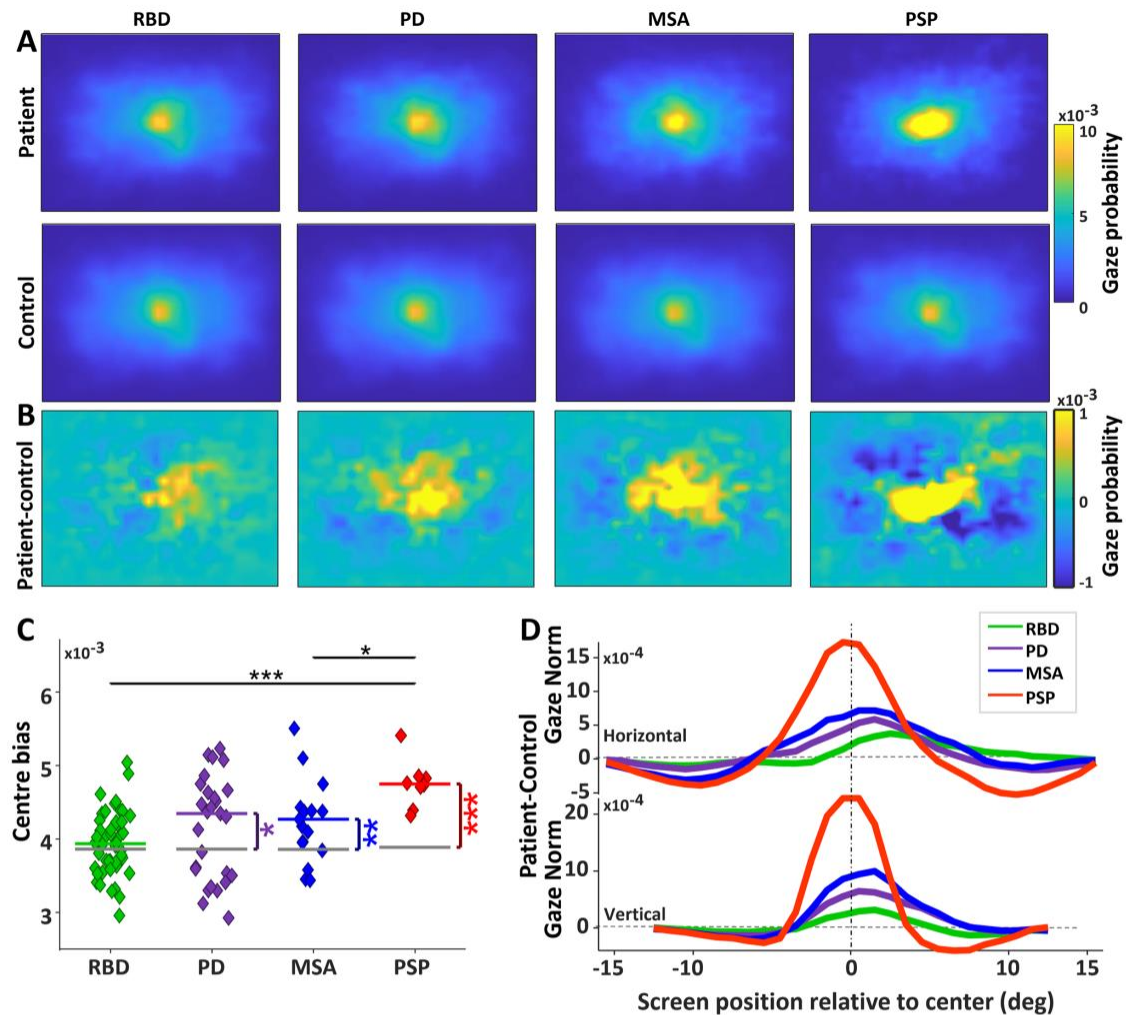 RBD PD MSA PSP
A
Patient
x10-3
10
5
0
Gaze probability
Control
B
Patient-control
x10-3
1
0
-1
Gaze probability
C
x10-3
6
5
4
3
Centre bias
*
***
*
**
***
RBD PD MSA PSP
D
Patient-Control
Gaze Norm
x10-4
15
10
5
0
-5
Horizontal
RBD
PD
MSA
PSP
Gaze Norm
x10-4
20
10
0
Vertical
-15 -10 0 10 15
Screen position relative to center (deg)